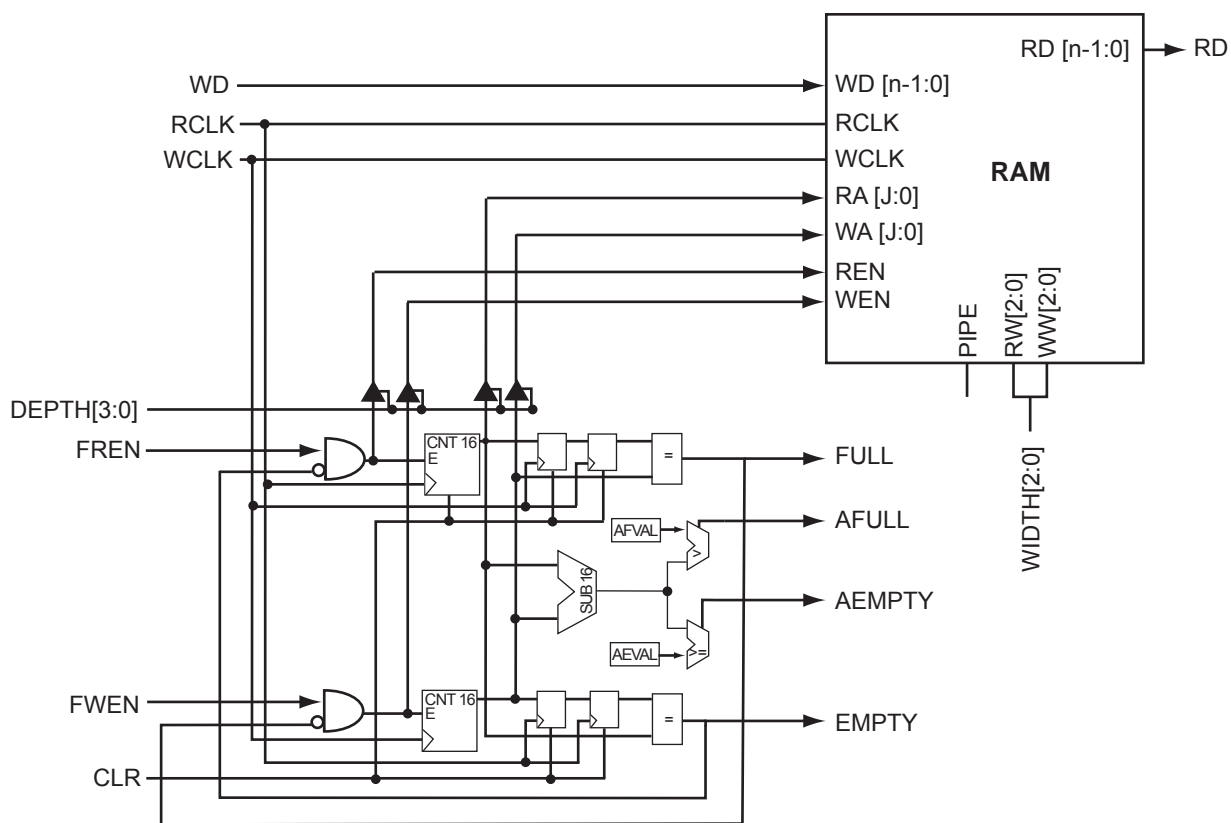 RD [n-1:0]
RD
WD
WD [n-1:0]
RCLK
RCLK
WCLK
WCLK
RAM
RA [J:0]
WA [J:0]
REN
WEN
PIPE
RW[2:0]
WW[2:0]
DEPTH[3:0]
FREN
CNT 16
E
=
FULL
WIDTH[2:0]
AFVAL
>
AFULL
SUB 16
AEMPTY
AEVAL
>=
FWEN
CNT 16
E
=
EMPTY
CLR